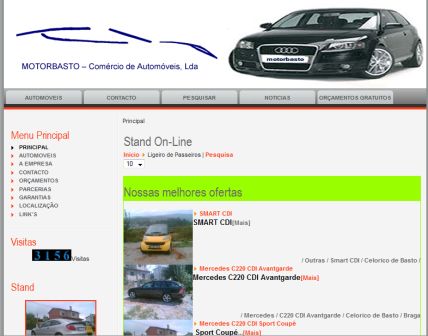 MOTORBASTO – Comércio de Automóveis, Lda
motorbasto
AUTOMOVEIS
CONTACTO
PESQUISAR
NOTICIAS
ORÇAMENTOS GRATUITOS
Menu Principal
PRINCIPAL
AUTOMOVEIS
A EMPRESA
CONTACTO
ORÇAMENTOS
PARCERIAS
GARANTIAS
LOCALIZAÇÃO
LINK'S
Visitas
3156Visitas
Stand
Principal
Stand On-Line
Início Ligeiro de Passeiros | Pesquisa
10
Nossas melhores ofertas
SMART CDI
SMART CDI[Mais]
/ Outras / Smart CDI / Celorico de Basto /
Mercedes C220 CDI Avantgarde
Mercedes C220 CDI Avantgarde[Mais]
/ Mercedes / C220 CDI Avantgarde / Celorico de Basto / Braga
Mercedes C220 CDI Sport Coupé
Sport Coupé..[Mais]